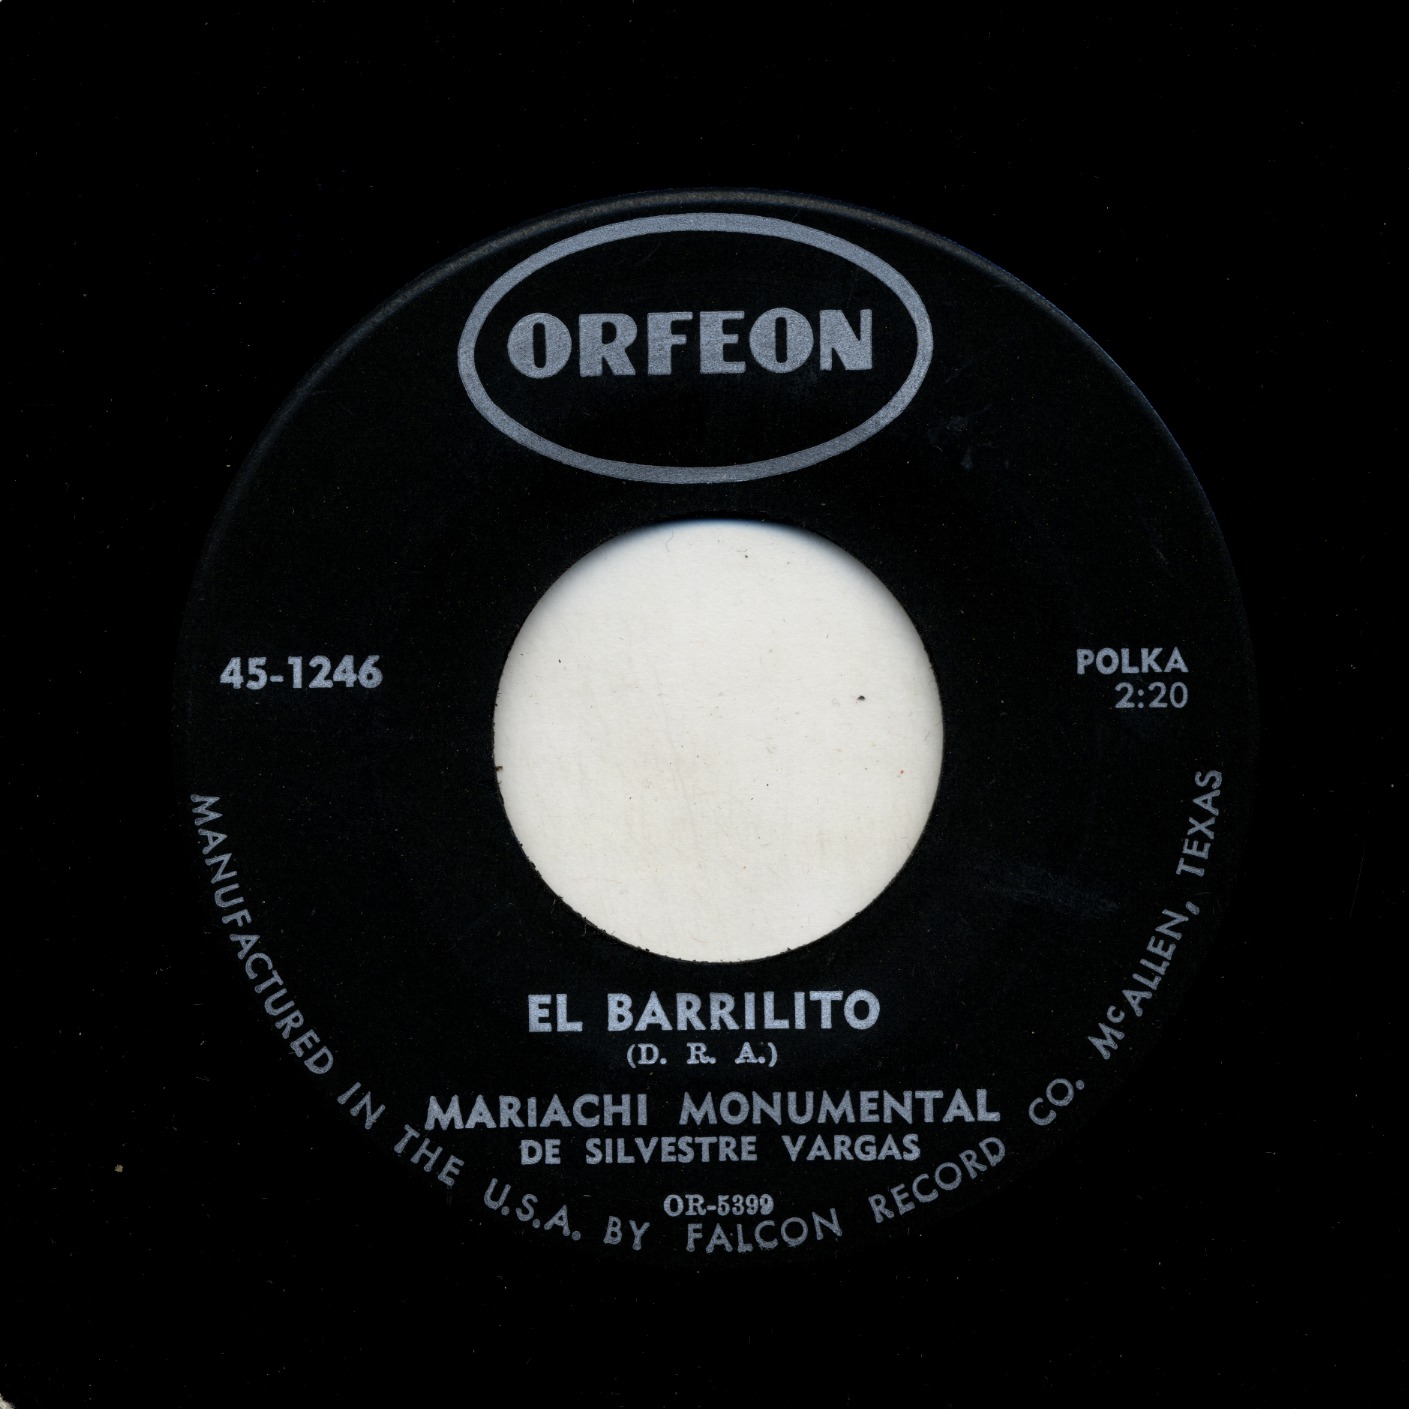 ORFEON
45-1246
POLKA
2:20
EL BARRILITO
(D. R. A.)
MARIACHI MONUMENTAL
DE SILVESTRE VARGAS
OR-5399
MANUFACTURED IN THE U.S.A. BY FALCON RECORD CO. McALLEN, TEXAS